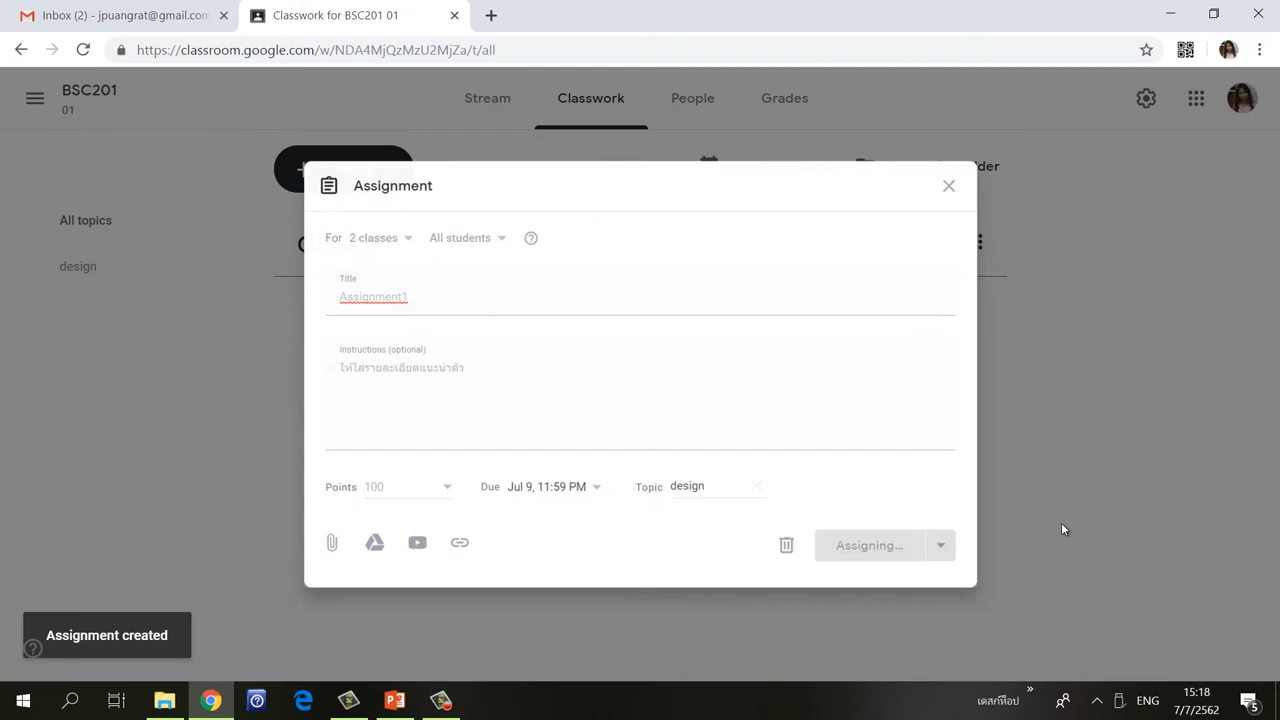 Inbox (2) - jpuangrat@gmail.com
Classwork for BSC201 01
https://classroom.google.com/w/NDA4MjQzMzU2MjZa/t/all
BSC201
01
Stream
Classwork
People
Grades
All topics
design
Assignment
For 2 classes
All students
Title
Assignment1
Instructions (optional)
ให้ใส่รายละเอียดแนะนำตัว
Points 100
Due Jul 9, 11:59 PM
Topic design
Assigning...
Assignment created
เดสก์ท็อป
ENG
15:18
7/7/2562
5